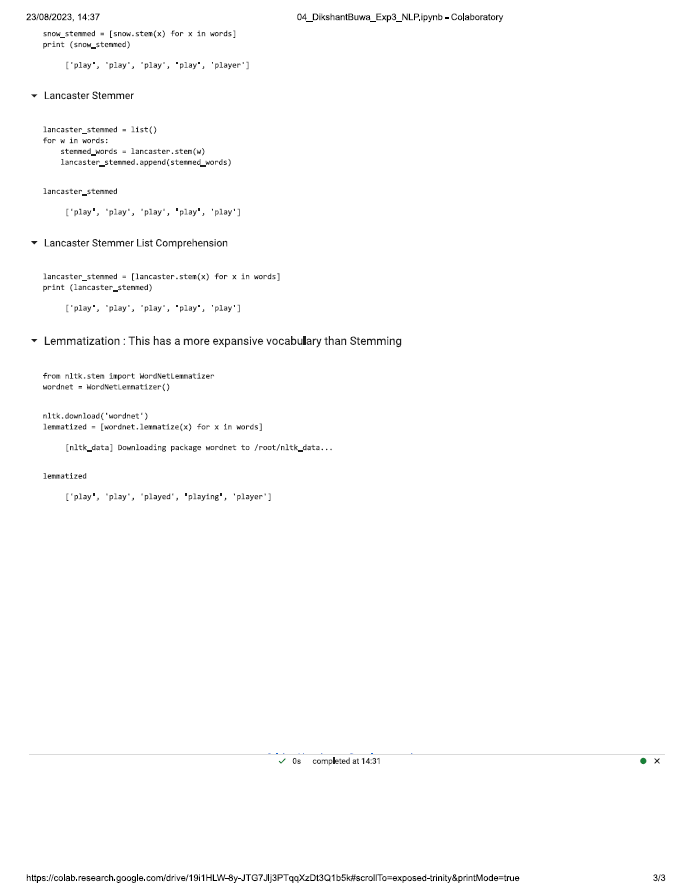 23/08/2023, 14:37 04_DikshantBuwa_Exp3_NLP.ipynb - Colaboratory
snow_stemmed = [snow.stem(x) for x in words]
print (snow_stemmed)
['play', 'play', 'play', 'play', 'player']
Lancaster Stemmer
lancaster_stemmed = list()
for w in words:
    stemmed_words = lancaster.stem(w)
    lancaster_stemmed.append(stemmed_words)
lancaster_stemmed
['play', 'play', 'play', 'play', 'play']
Lancaster Stemmer List Comprehension
lancaster_stemmed = [lancaster.stem(x) for x in words]
print (lancaster_stemmed)
['play', 'play', 'play', 'play', 'play']
Lemmatization : This has a more expansive vocabulary than Stemming
from nltk.stem import WordNetLemmatizer
wordnet = WordNetLemmatizer()
nltk.download('wordnet')
lemmatized = [wordnet.lemmatize(x) for x in words]
[nltk_data] Downloading package wordnet to /root/nltk_data...
lemmatized
['play', 'play', 'played', 'playing', 'player']
0s completed at 14:31
https://colab.research.google.com/drive/19i1HLW-8y-JTG7Jlj3PTqqXzDt3Q1b5k#scrollTo=exposed-trinity&printMode=true 3/3